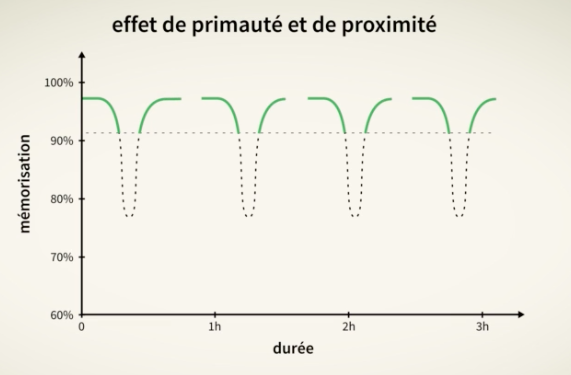 effet de primauté et de proximité
100%
90%
80%
70%
60%
mémorisation
0
1h
2h
3h
durée